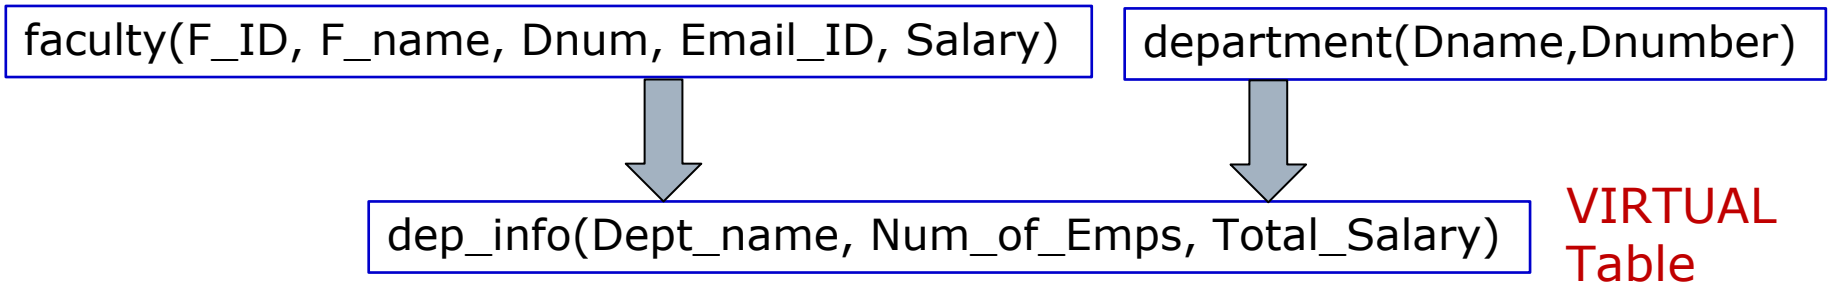 faculty(F_ID, F_name, Dnum, Email_ID, Salary)
department(Dname,Dnumber)
dep_info(Dept_name, Num_of_Emps, Total_Salary)
VIRTUAL
Table